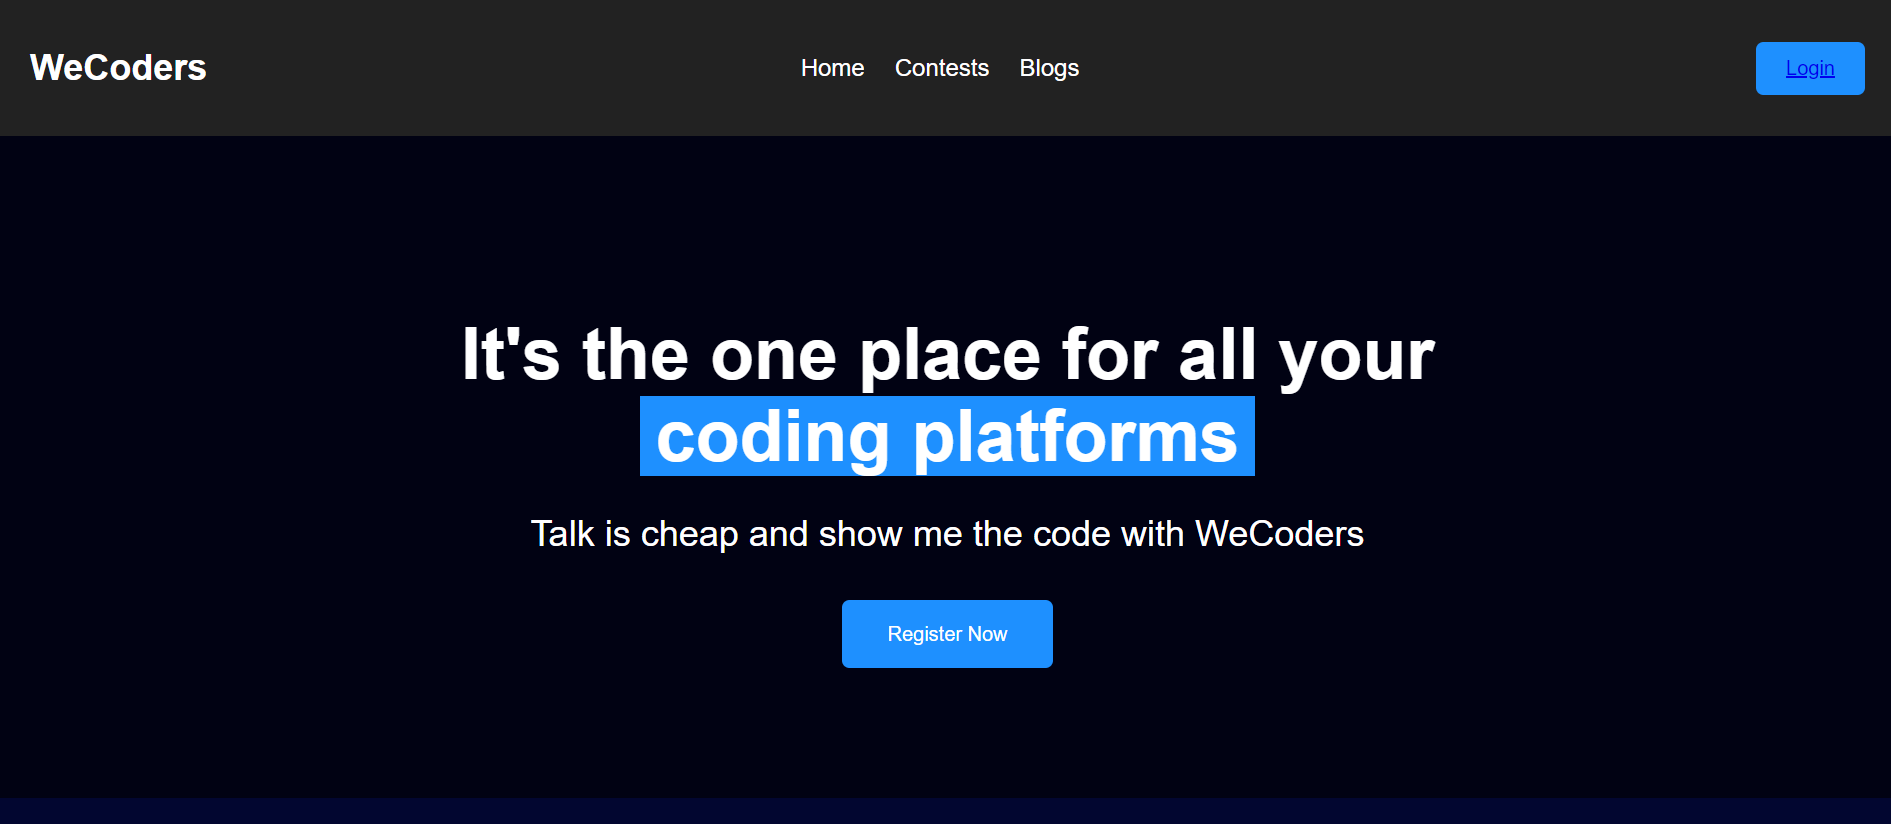 WeCoders
Home Contests Blogs
Login
It's the one place for all your
coding platforms
Talk is cheap and show me the code with WeCoders
Register Now